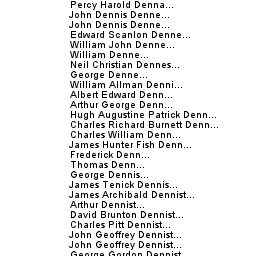 Percy Harold Denna...
John Dennis Denne...
John Dennis Denne...
Edward Scanlon Denne...
William John Denne...
William Denne...
Neil Christian Dennes...
George Denne...
William Allman Denni...
Albert Edward Denn...
Arthur George Denn...
Hugh Augustine Patrick Denn...
Charles Richard Burnett Denn...
Charles William Denn...
James Hunter Fish Denn...
Frederick Denn...
Thomas Denn...
George Dennis...
James Tenick Dennis...
James Archibald Dennist...
Arthur Dennist...
David Brunton Dennist...
Charles Pitt Dennist...
John Geoffrey Dennist...
John Geoffrey Dennist...
George Gordon Dennist...